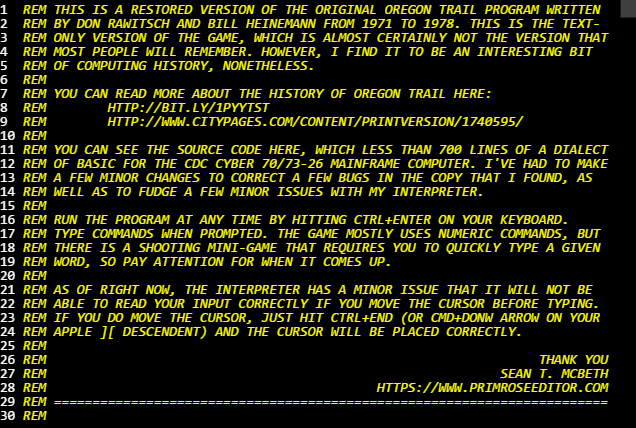 1 REM THIS IS A RESTORED VERSION OF THE ORIGINAL OREGON TRAIL PROGRAM WRITTEN
2 REM BY DON RAWITSCH AND BILL HEINEMANN FROM 1971 TO 1978. THIS IS THE TEXT-
3 REM ONLY VERSION OF THE GAME, WHICH IS ALMOST CERTAINLY NOT THE VERSION THAT
4 REM MOST PEOPLE WILL REMEMBER. HOWEVER, I FIND IT TO BE AN INTERESTING BIT
5 REM OF COMPUTING HISTORY, NONETHELESS.
6 REM
7 REM YOU CAN READ MORE ABOUT THE HISTORY OF OREGON TRAIL HERE:
8 REM HTTP://BIT.LY/1PYYTST
9 REM HTTP://WWW.CITYPAGES.COM/CONTENT/PRINTVERSION/1740595/
10 REM
11 REM YOU CAN SEE THE SOURCE CODE HERE, WHICH LESS THAN 700 LINES OF A DIALECT
12 REM OF BASIC FOR THE CDC CYBER 70/73-26 MAINFRAME COMPUTER. I'VE HAD TO MAKE
13 REM A FEW MINOR CHANGES TO CORRECT A FEW BUGS IN THE COPY THAT I FOUND, AS
14 REM WELL AS TO FUDGE A FEW MINOR ISSUES WITH MY INTERPRETER.
15 REM
16 REM RUN THE PROGRAM AT ANY TIME BY HITTING CTRL+ENTER ON YOUR KEYBOARD.
17 REM TYPE COMMANDS WHEN PROMPTED. THE GAME MOSTLY USES NUMERIC COMMANDS, BUT
18 REM THERE IS A SHOOTING MINI-GAME THAT REQUIRES YOU TO QUICKLY TYPE A GIVEN
19 REM WORD, SO PAY ATTENTION FOR WHEN IT COMES UP.
20 REM
21 REM AS OF RIGHT NOW, THE INTERPRETER HAS A MINOR ISSUE THAT IT WILL NOT BE
22 REM ABLE TO READ YOUR INPUT CORRECTLY IF YOU MOVE THE CURSOR BEFORE TYPING.
23 REM IF YOU DO MOVE THE CURSOR, JUST HIT CTRL+END (OR CMD+DONW ARROW ON YOUR
24 REM APPLE ][ DESCENDENT) AND THE CURSOR WILL BE PLACED CORRECTLY.
25 REM
26 REM THANK YOU
27 REM SEAN T. MCBETH
28 REM HTTPS://WWW.PRIMROSEEDITOR.COM
29 REM ========================================================================
30 REM